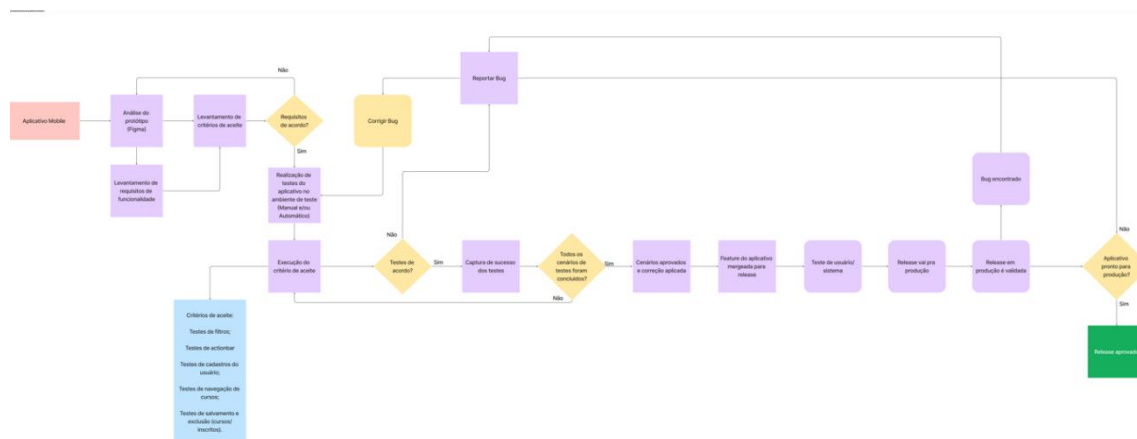 Aplicativo Mobile
Análise do
protótipo
(Figma)
Levantamento de
requisitos de
funcionalidade
Levantamento de
critérios de aceite
Não
Requisitos
de acordo?
Sim
Realização de
testes do
aplicativo no
ambiente de teste
(Manual e/ou
Automático)
Corrigir Bug
Reportar Bug
Execução do
critério de aceite
Critérios de aceite:
Testes de filtros;
Testes de actionbar
Testes de cadastros do
usuário;
Testes de navegação de
cursos;
Testes de salvamento e
exclusão (cursos/
inscritos).
Não
Testes de
acordo?
Sim
Captura de sucesso
dos testes
Todos os
cenários de
testes foram
concluídos?
Não
Sim
Cenários aprovados
e correção aplicada
Feature do aplicativo
mergeada para
release
Teste de usuário/
sistema
Release vai pra
produção
Release em
produção é validada
Bug encontrado
Não
Aplicativo
pronto para
produção?
Sim
Release aprovada